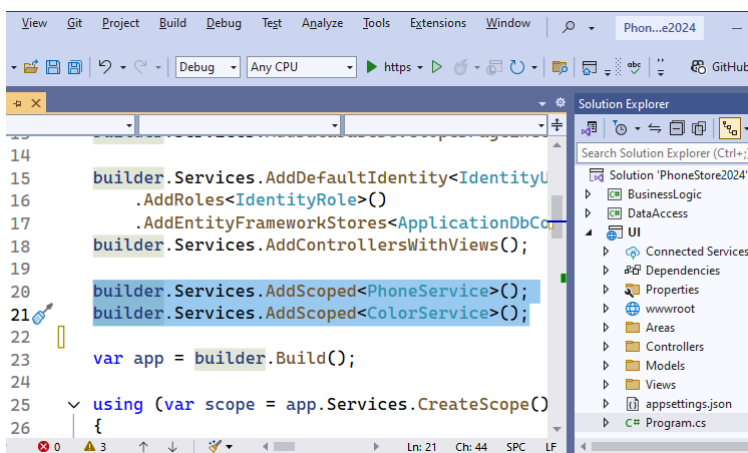 View Git Project Build Debug Test Analyze Tools Extensions Window Phon...e2024
Debug Any CPU https abc GitHub
Solution Explorer
Search Solution Explorer (Ctrl+;)
14
15 builder.Services.AddDefaultIdentity<IdentityU
16 .AddRoles<IdentityRole>()
17 .AddEntityFrameworkStores<ApplicationDbCo
18 builder.Services.AddControllersWithViews();
19
20 builder.Services.AddScoped<PhoneService>();
21 builder.Services.AddScoped<ColorService>();
22
23 var app = builder.Build();
24
25 using (var scope = app.Services.CreateScope()
26 {
0 3 Ln: 21 Ch: 44 SPC LF
Solution 'PhoneStore2024'
C# BusinessLogic
C# DataAccess
UI
Connected Services
Dependencies
Properties
wwwroot
Areas
Controllers
Models
Views
appsettings.json
C# Program.cs